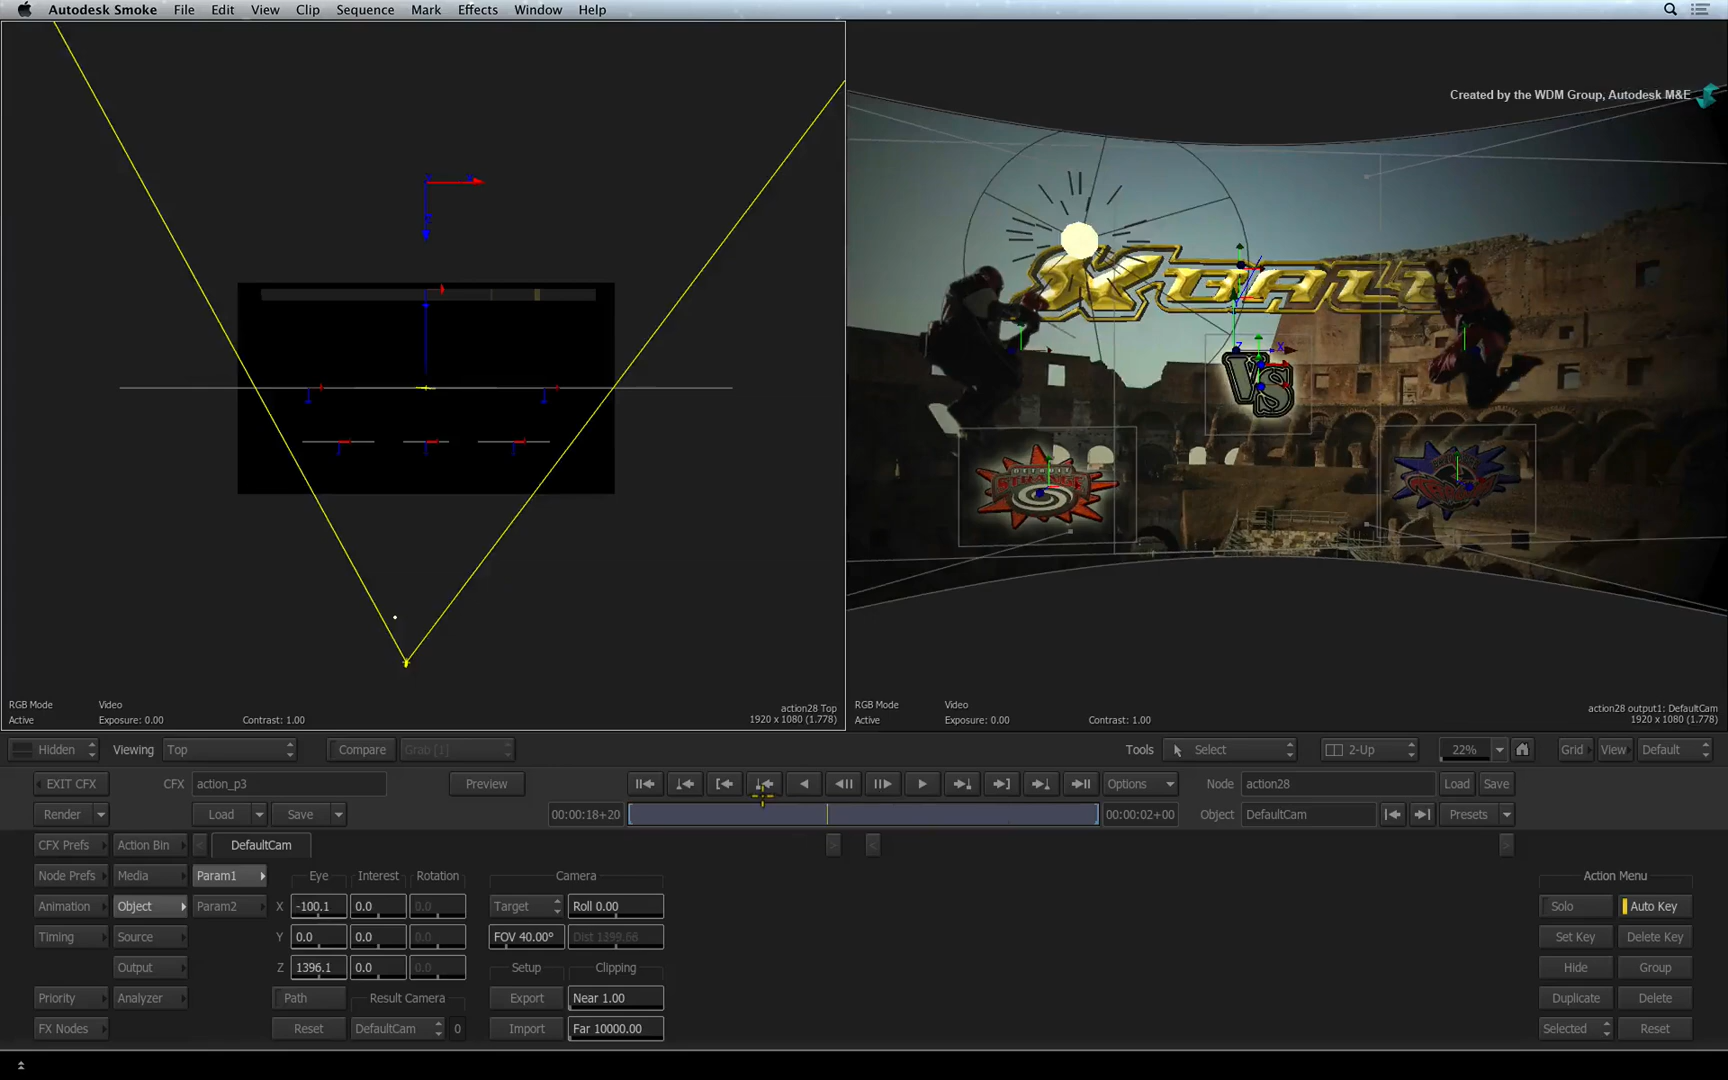 Autodesk Smoke File Edit View Clip Sequence Mark Effects Window Help
Created by the WDM Group, Autodesk M&E
X BALL
Z X
VS
DETROIT
STRANGE
RGB Mode Video action28 Top
Active Exposure: 0.00 Contrast: 1.00 1920 x 1080 (1.778)
RGB Mode Video action28 output1: DefaultCam
Active Exposure: 0.00 Contrast: 1.00 1920 x 1080 (1.778)
Hidden Viewing Top Compare Grab [1] Tools Select 2-Up 22% Grid View Default
EXIT CFX CFX action_p3 Preview Options Node action28 Load Save
Render Load Save 00:00:18+20 00:00:02+00 Object DefaultCam Presets
CFX Prefs Action Bin < DefaultCam > < >
Node Prefs Media Param1 Eye Interest Rotation Camera Action Menu
Animation Object Param2 X -100.1 0.0 0.0 Target Roll 0.00 Solo Auto Key
Timing Source Y 0.0 0.0 0.0 FOV 40.00° Dist 1399.66 Set Key Delete Key
Output Z 1396.1 0.0 0.0 Setup Clipping Hide Group
Priority Analyzer Path Result Camera Export Near 1.00 Duplicate Delete
FX Nodes Reset DefaultCam 0 Import Far 10000.00 Selected Reset